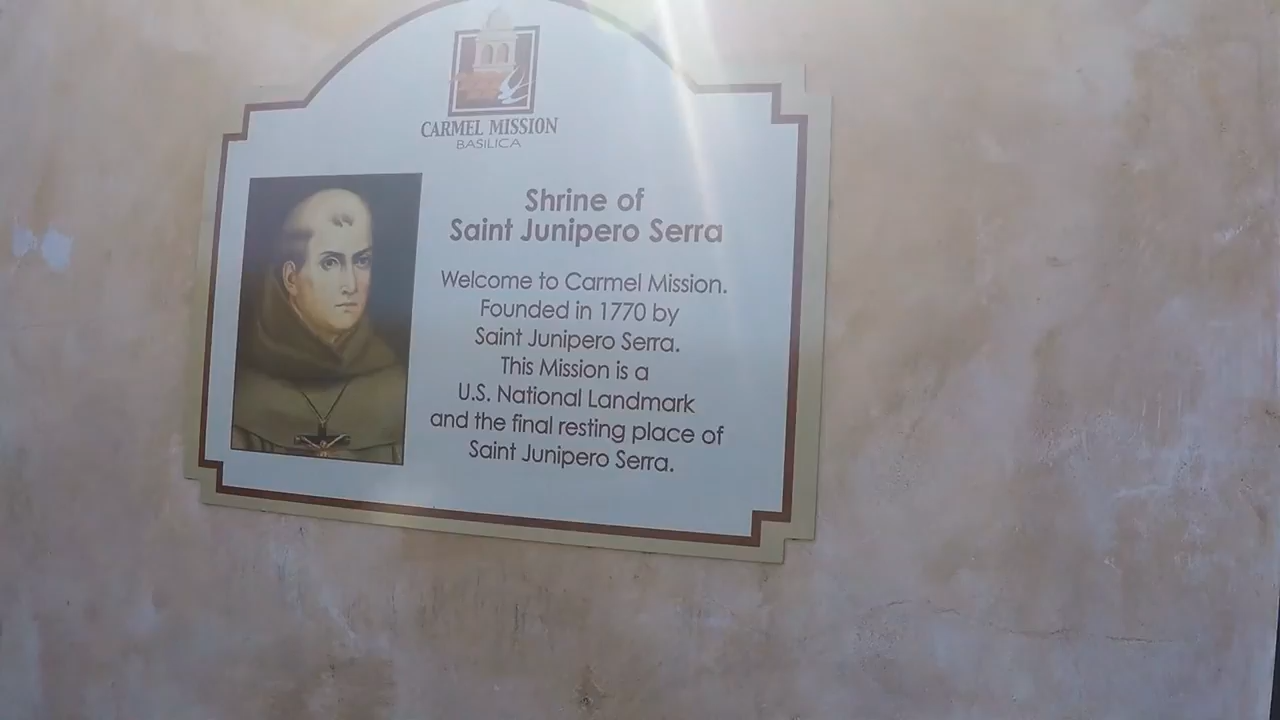 CARMEL MISSION
BASILICA
Shrine of
Saint Junipero Serra
Welcome to Carmel Mission.
Founded in 1770 by
Saint Junipero Serra.
This Mission is a
U.S. National Landmark
and the final resting place of
Saint Junipero Serra.